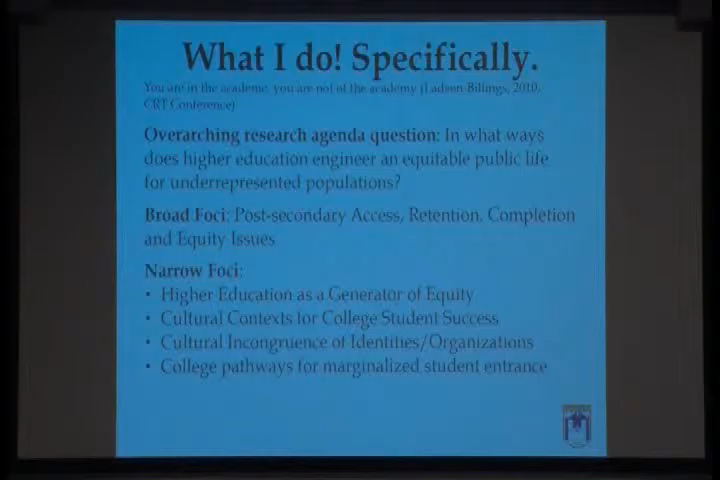 What I do! Specifically.
You are in the academe, you are not of the academy (Ladson-Billings, 2010,
CRT Conference)
Overarching research agenda question: In what ways
does higher education engineer an equitable public life
for underrepresented populations?
Broad Foci: Post-secondary Access, Retention, Completion
and Equity Issues
Narrow Foci:
• Higher Education as a Generator of Equity
• Cultural Contexts for College Student Success
• Cultural Incongruence of Identities/Organizations
• College pathways for marginalized student entrance